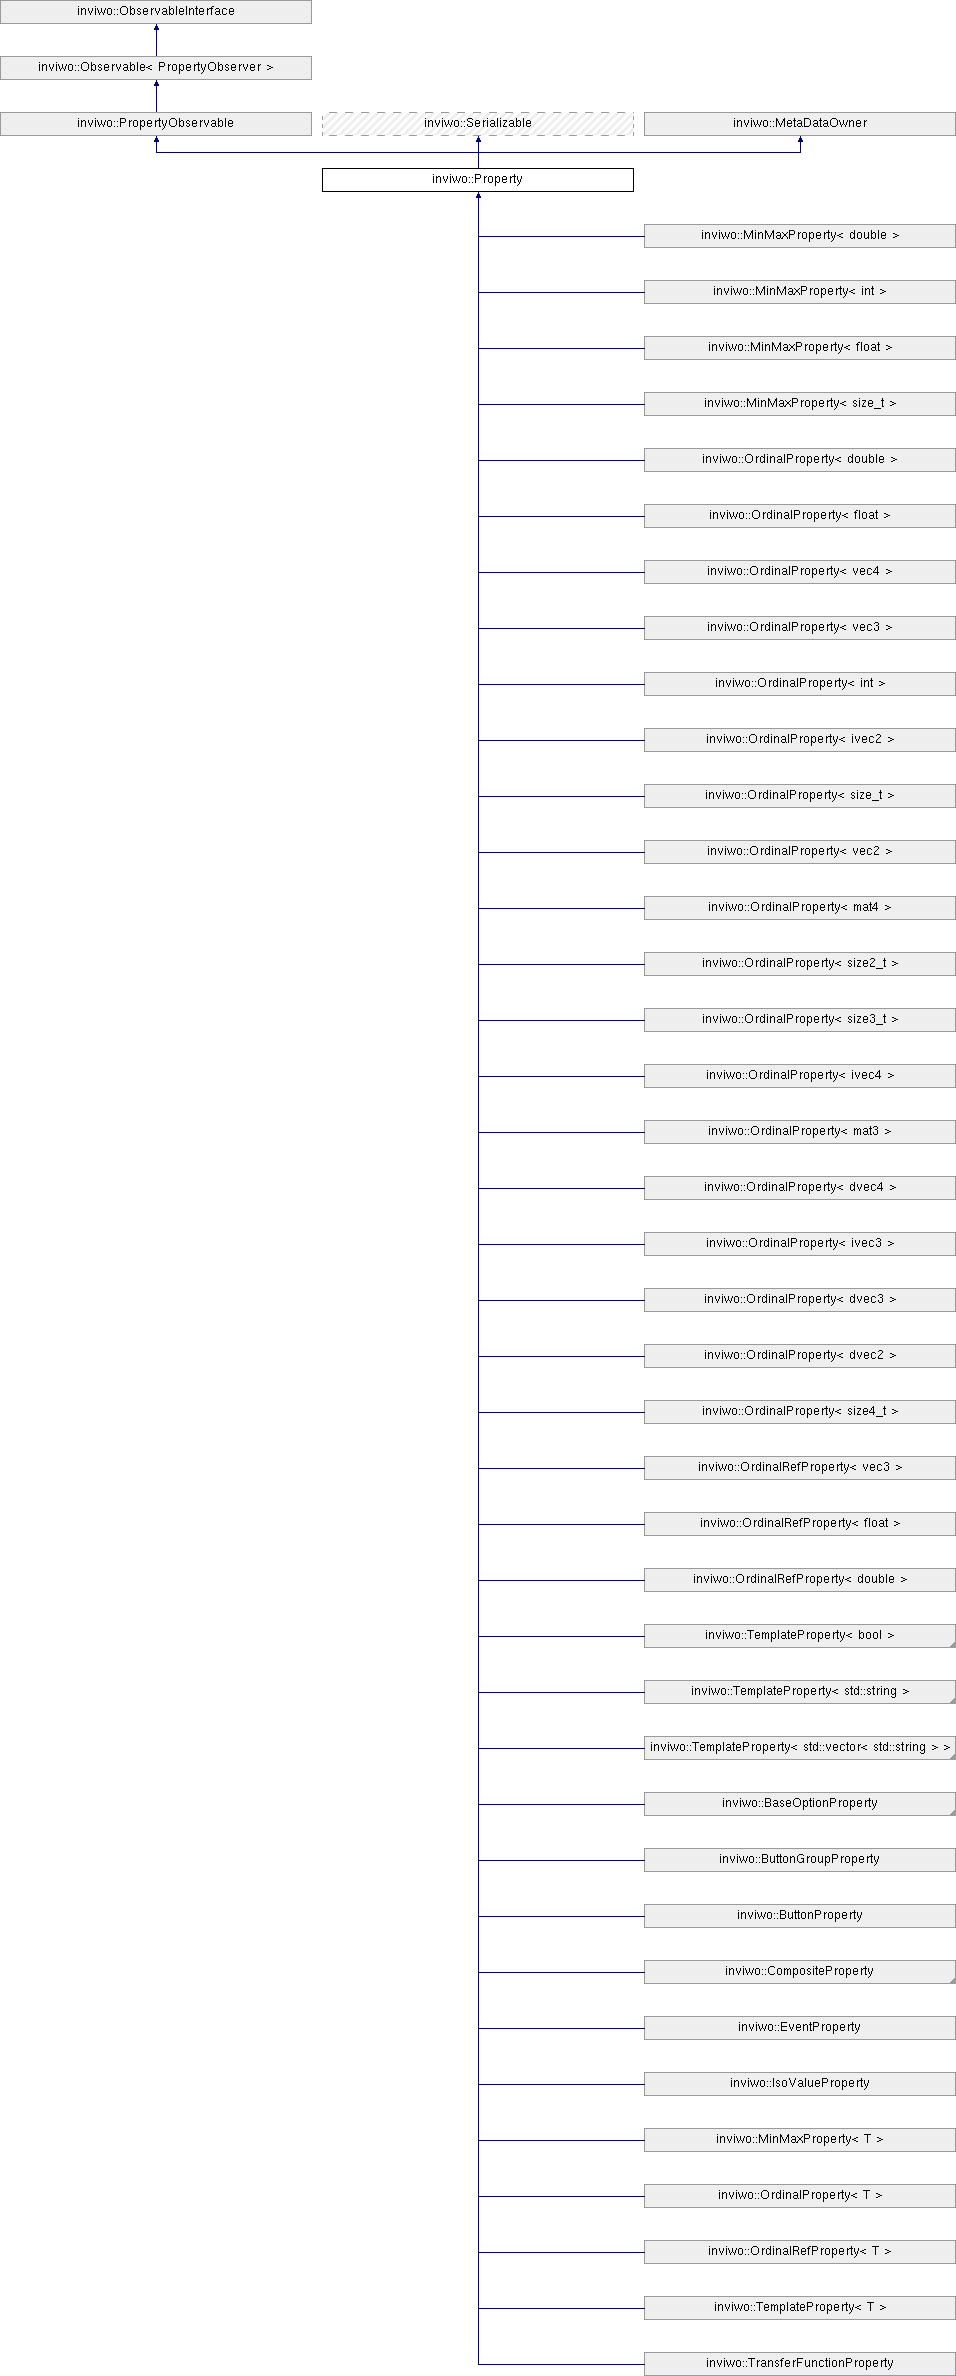 inviwo::ObservableInterface
inviwo::Observable< PropertyObserver >
inviwo::PropertyObservable
inviwo::Serializable
inviwo::MetaDataOwner
inviwo::Property
inviwo::MinMaxProperty< double >
inviwo::MinMaxProperty< int >
inviwo::MinMaxProperty< float >
inviwo::MinMaxProperty< size_t >
inviwo::OrdinalProperty< double >
inviwo::OrdinalProperty< float >
inviwo::OrdinalProperty< vec4 >
inviwo::OrdinalProperty< vec3 >
inviwo::OrdinalProperty< int >
inviwo::OrdinalProperty< ivec2 >
inviwo::OrdinalProperty< size_t >
inviwo::OrdinalProperty< vec2 >
inviwo::OrdinalProperty< mat4 >
inviwo::OrdinalProperty< size2_t >
inviwo::OrdinalProperty< size3_t >
inviwo::OrdinalProperty< ivec4 >
inviwo::OrdinalProperty< mat3 >
inviwo::OrdinalProperty< dvec4 >
inviwo::OrdinalProperty< ivec3 >
inviwo::OrdinalProperty< dvec3 >
inviwo::OrdinalProperty< dvec2 >
inviwo::OrdinalProperty< size4_t >
inviwo::OrdinalRefProperty< vec3 >
inviwo::OrdinalRefProperty< float >
inviwo::OrdinalRefProperty< double >
inviwo::TemplateProperty< bool >
inviwo::TemplateProperty< std::string >
inviwo::TemplateProperty< std::vector< std::string > >
inviwo::BaseOptionProperty
inviwo::ButtonGroupProperty
inviwo::ButtonProperty
inviwo::CompositeProperty
inviwo::EventProperty
inviwo::IsoValueProperty
inviwo::MinMaxProperty< T >
inviwo::OrdinalProperty< T >
inviwo::OrdinalRefProperty< T >
inviwo::TemplateProperty< T >
inviwo::TransferFunctionProperty